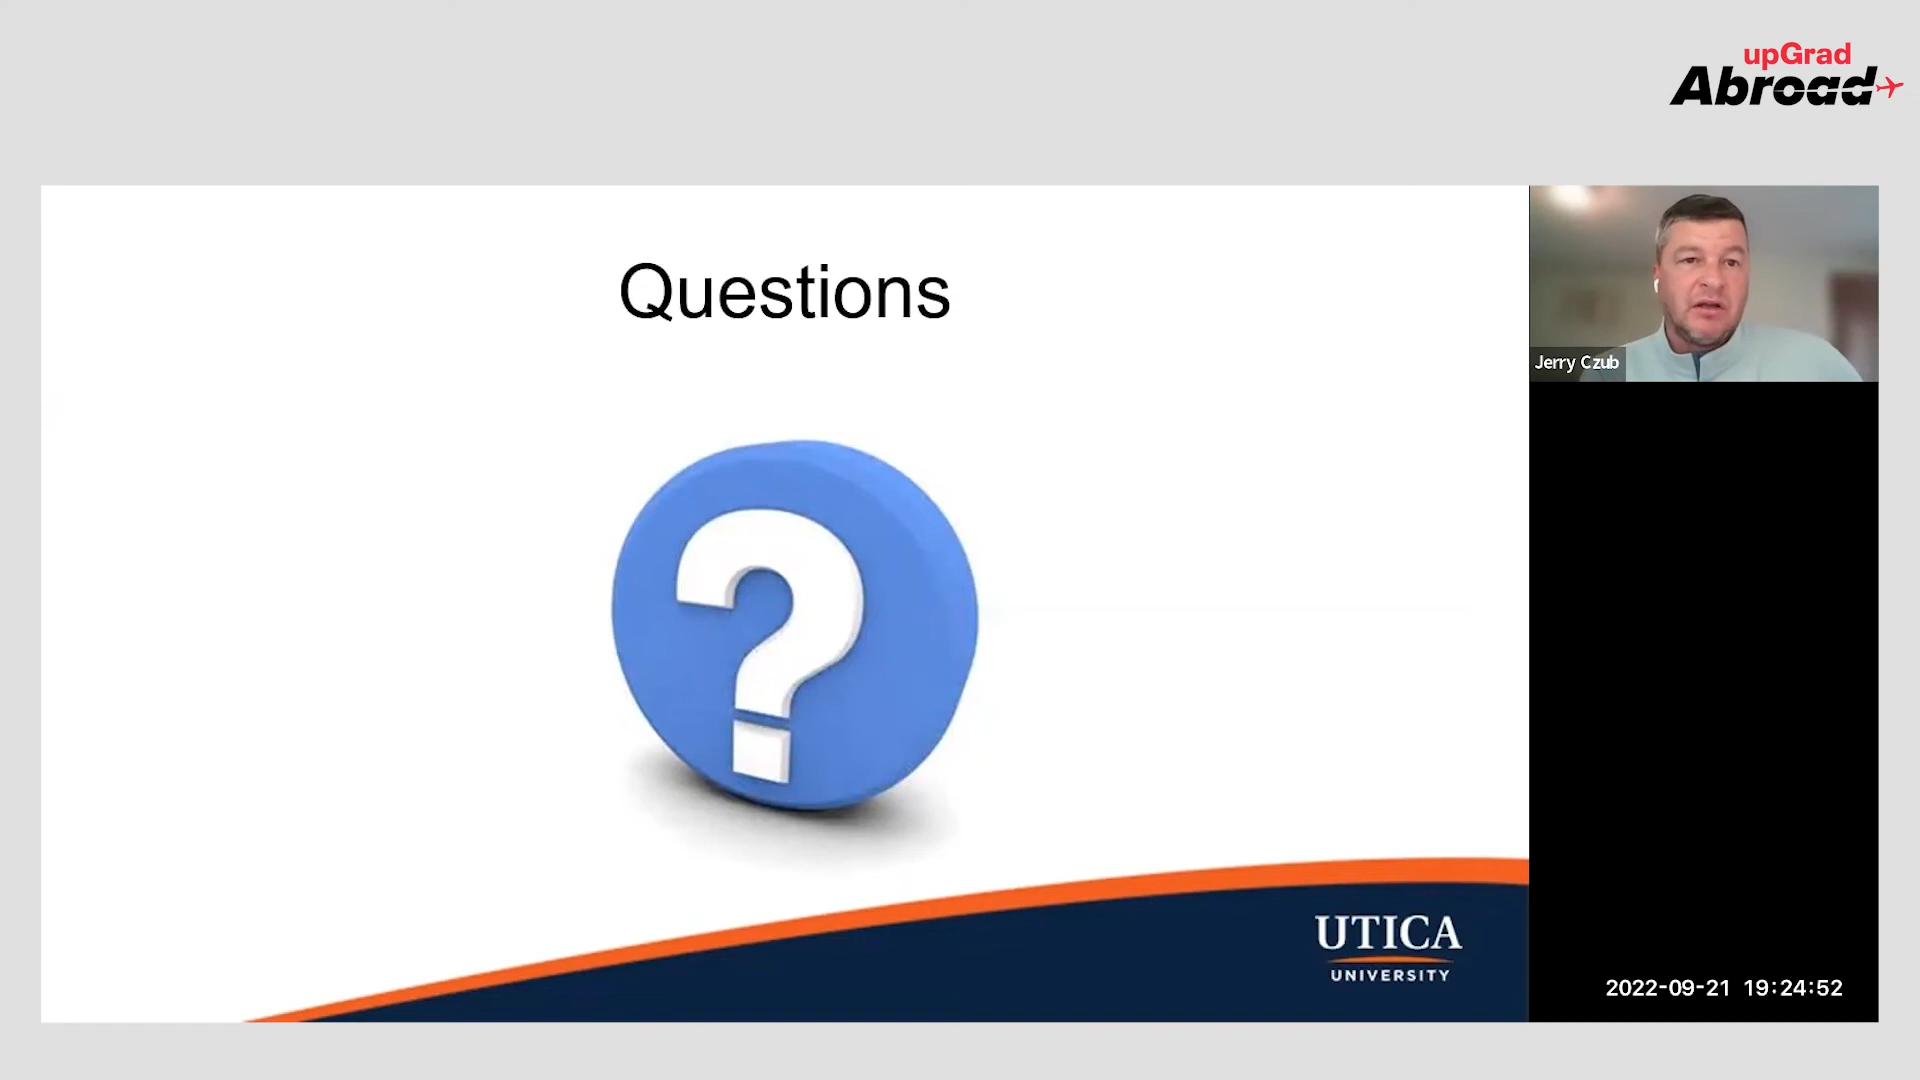 upGrad
Abroad
Questions
?
Jerry Czub
UTICA
UNIVERSITY
2022-09-21 19:24:52